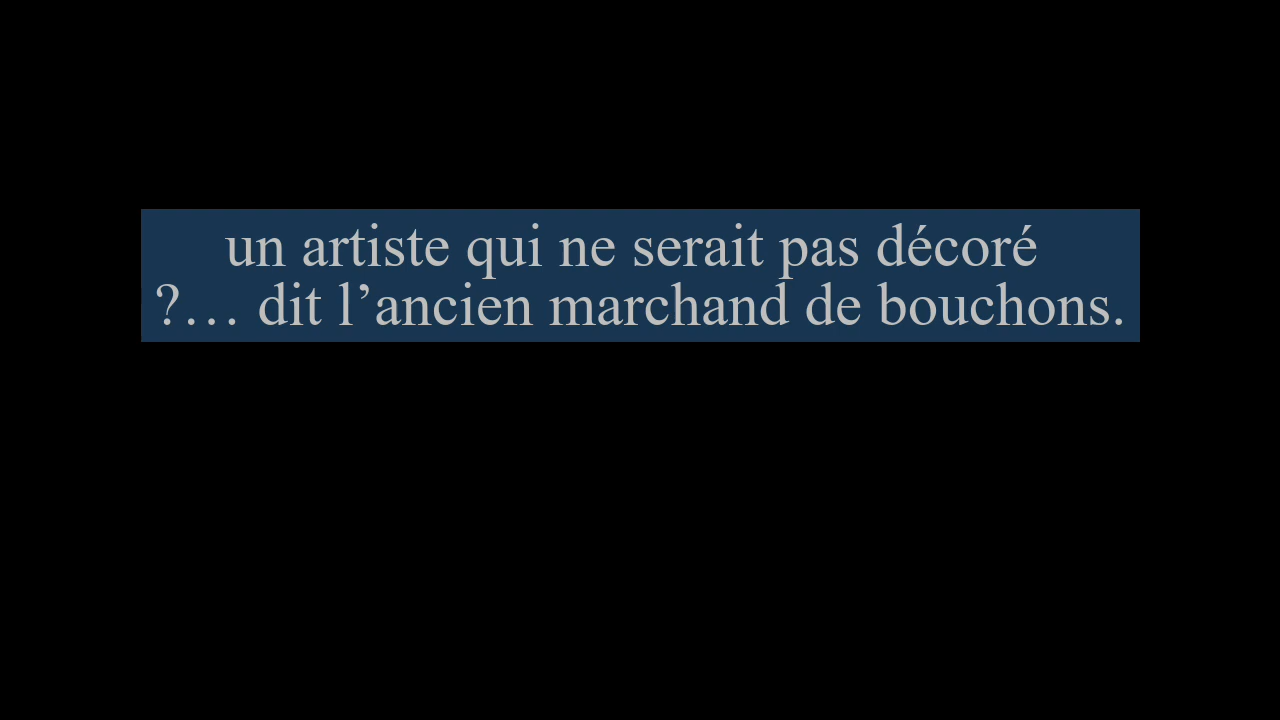 un artiste qui ne serait pas décoré
?… dit l’ancien marchand de bouchons.